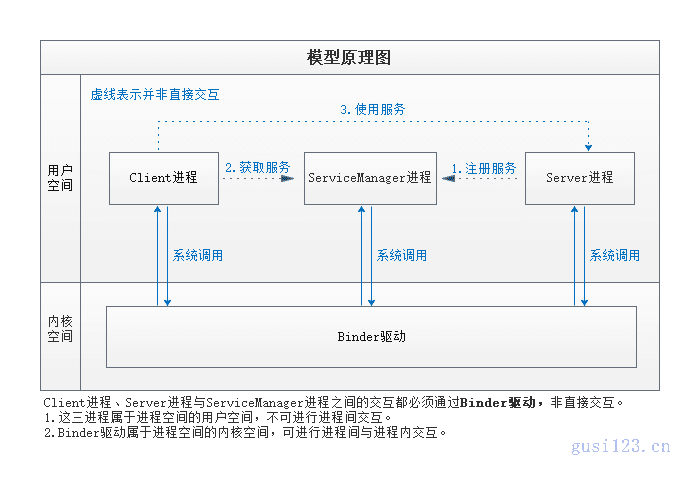 模型原理图
虚线表示并非直接交互
3.使用服务
用户
空间
Client进程
2.获取服务
ServiceManager进程
1.注册服务
Server进程
系统调用
系统调用
系统调用
内核
空间
Binder驱动
Client进程、Server进程与ServiceManager进程之间的交互都必须通过Binder驱动，非直接交互。
1.这三进程属于进程空间的用户空间，不可进行进程间交互。
2.Binder驱动属于进程空间的内核空间，可进行进程间与进程内交互。
gusi123.cn